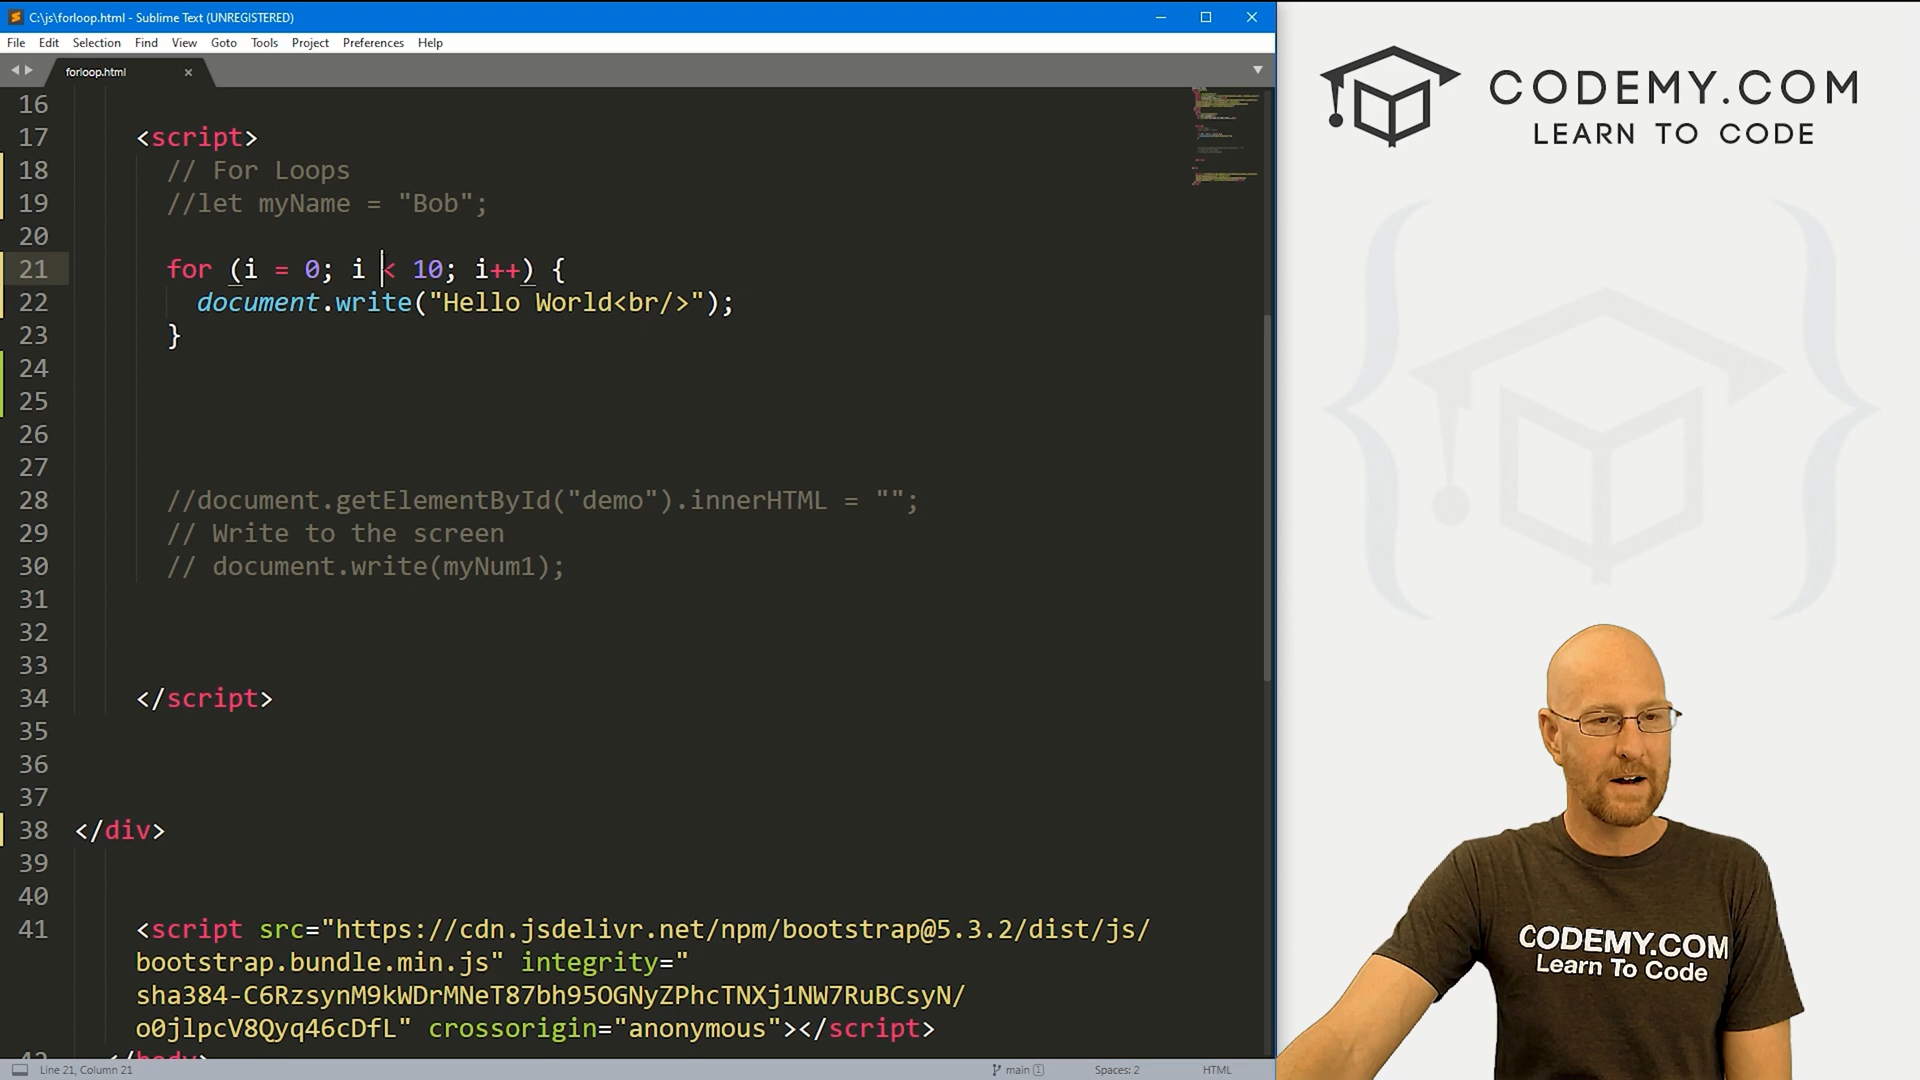 C:\js\forloop.html - Sublime Text (UNREGISTERED)
File Edit Selection Find View Goto Tools Project Preferences Help
forloop.html
16
17 <script>
18 // For Loops
19 //let myName = "Bob";
20
21 for (i = 0; i < 10; i++) {
22 document.write("Hello World<br/>");
23 }
24
25
26
27
28 //document.getElementById("demo").innerHTML = "";
29 // Write to the screen
30 // document.write(myNum1);
31
32
33
34 </script>
35
36
37
38 </div>
39
40
41 <script src="https://cdn.jsdelivr.net/npm/bootstrap@5.3.2/dist/js/
bootstrap.bundle.min.js" integrity="
sha384-C6RzsynM9kWDrMNeT87bh95OGNyZPhcTNXj1NW7RuBCsyN/
o0jlpcV8Qyq46cDfL" crossorigin="anonymous"></script>
42 </body>
Line 21, Column 21
main 1
Spaces: 2
HTML
CODEMY.COM
LEARN TO CODE
CODEMY.COM
Learn To Code